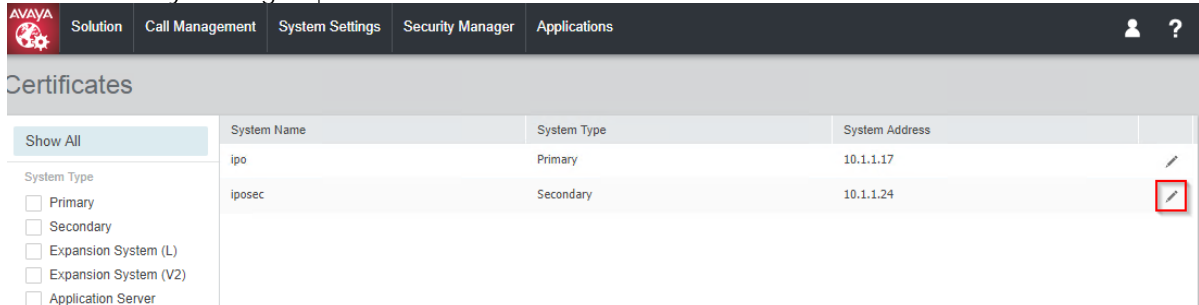 AVAYA
Solution Call Management System Settings Security Manager Applications ?
Certificates
Show All
System Type
Primary
Secondary
Expansion System (L)
Expansion System (V2)
Application Server
System Name System Type System Address
ipo Primary 10.1.1.17
iposec Secondary 10.1.1.24